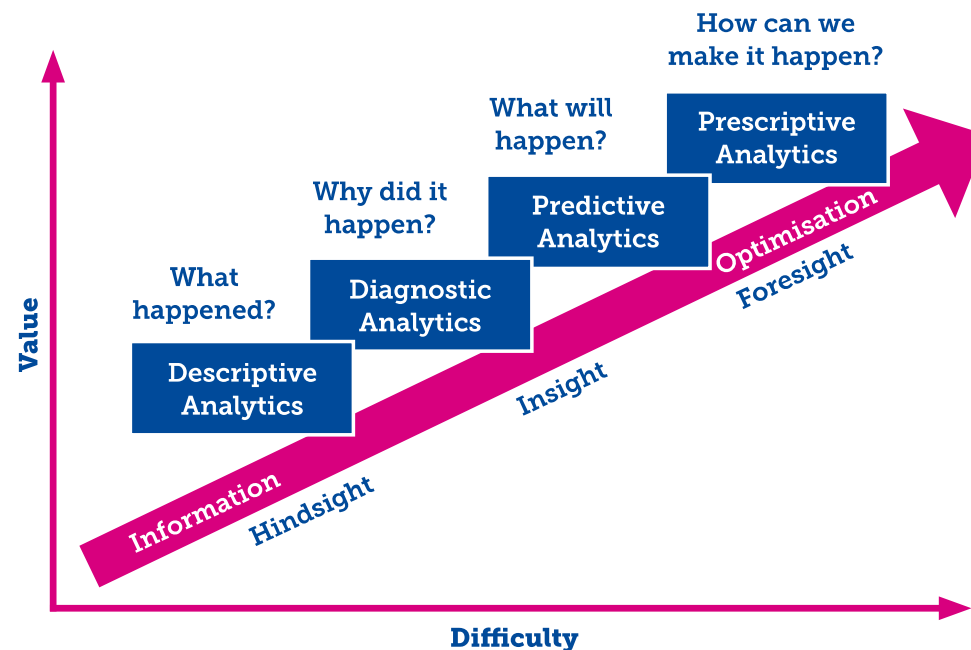 How can we
make it happen?
Prescriptive
Analytics
What will
happen?
Predictive
Analytics
Why did it
happen?
Diagnostic
Analytics
What
happened?
Descriptive
Analytics
Information
Optimisation
Hindsight
Insight
Foresight
Value
Difficulty